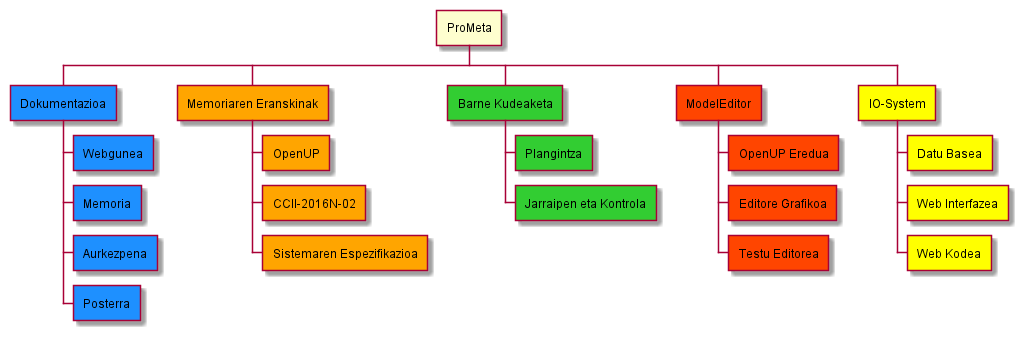 ProMeta
Dokumentazioa
Webgunea
Memoria
Aurkezpena
Posterra
Memoriaren Eranskinak
OpenUP
CCII-2016N-02
Sistemaren Espezifikazioa
Barne Kudeaketa
Plangintza
Jarraipen eta Kontrola
ModelEditor
OpenUP Eredua
Editore Grafikoa
Testu Editorea
IO-System
Datu Basea
Web Interfazea
Web Kodea